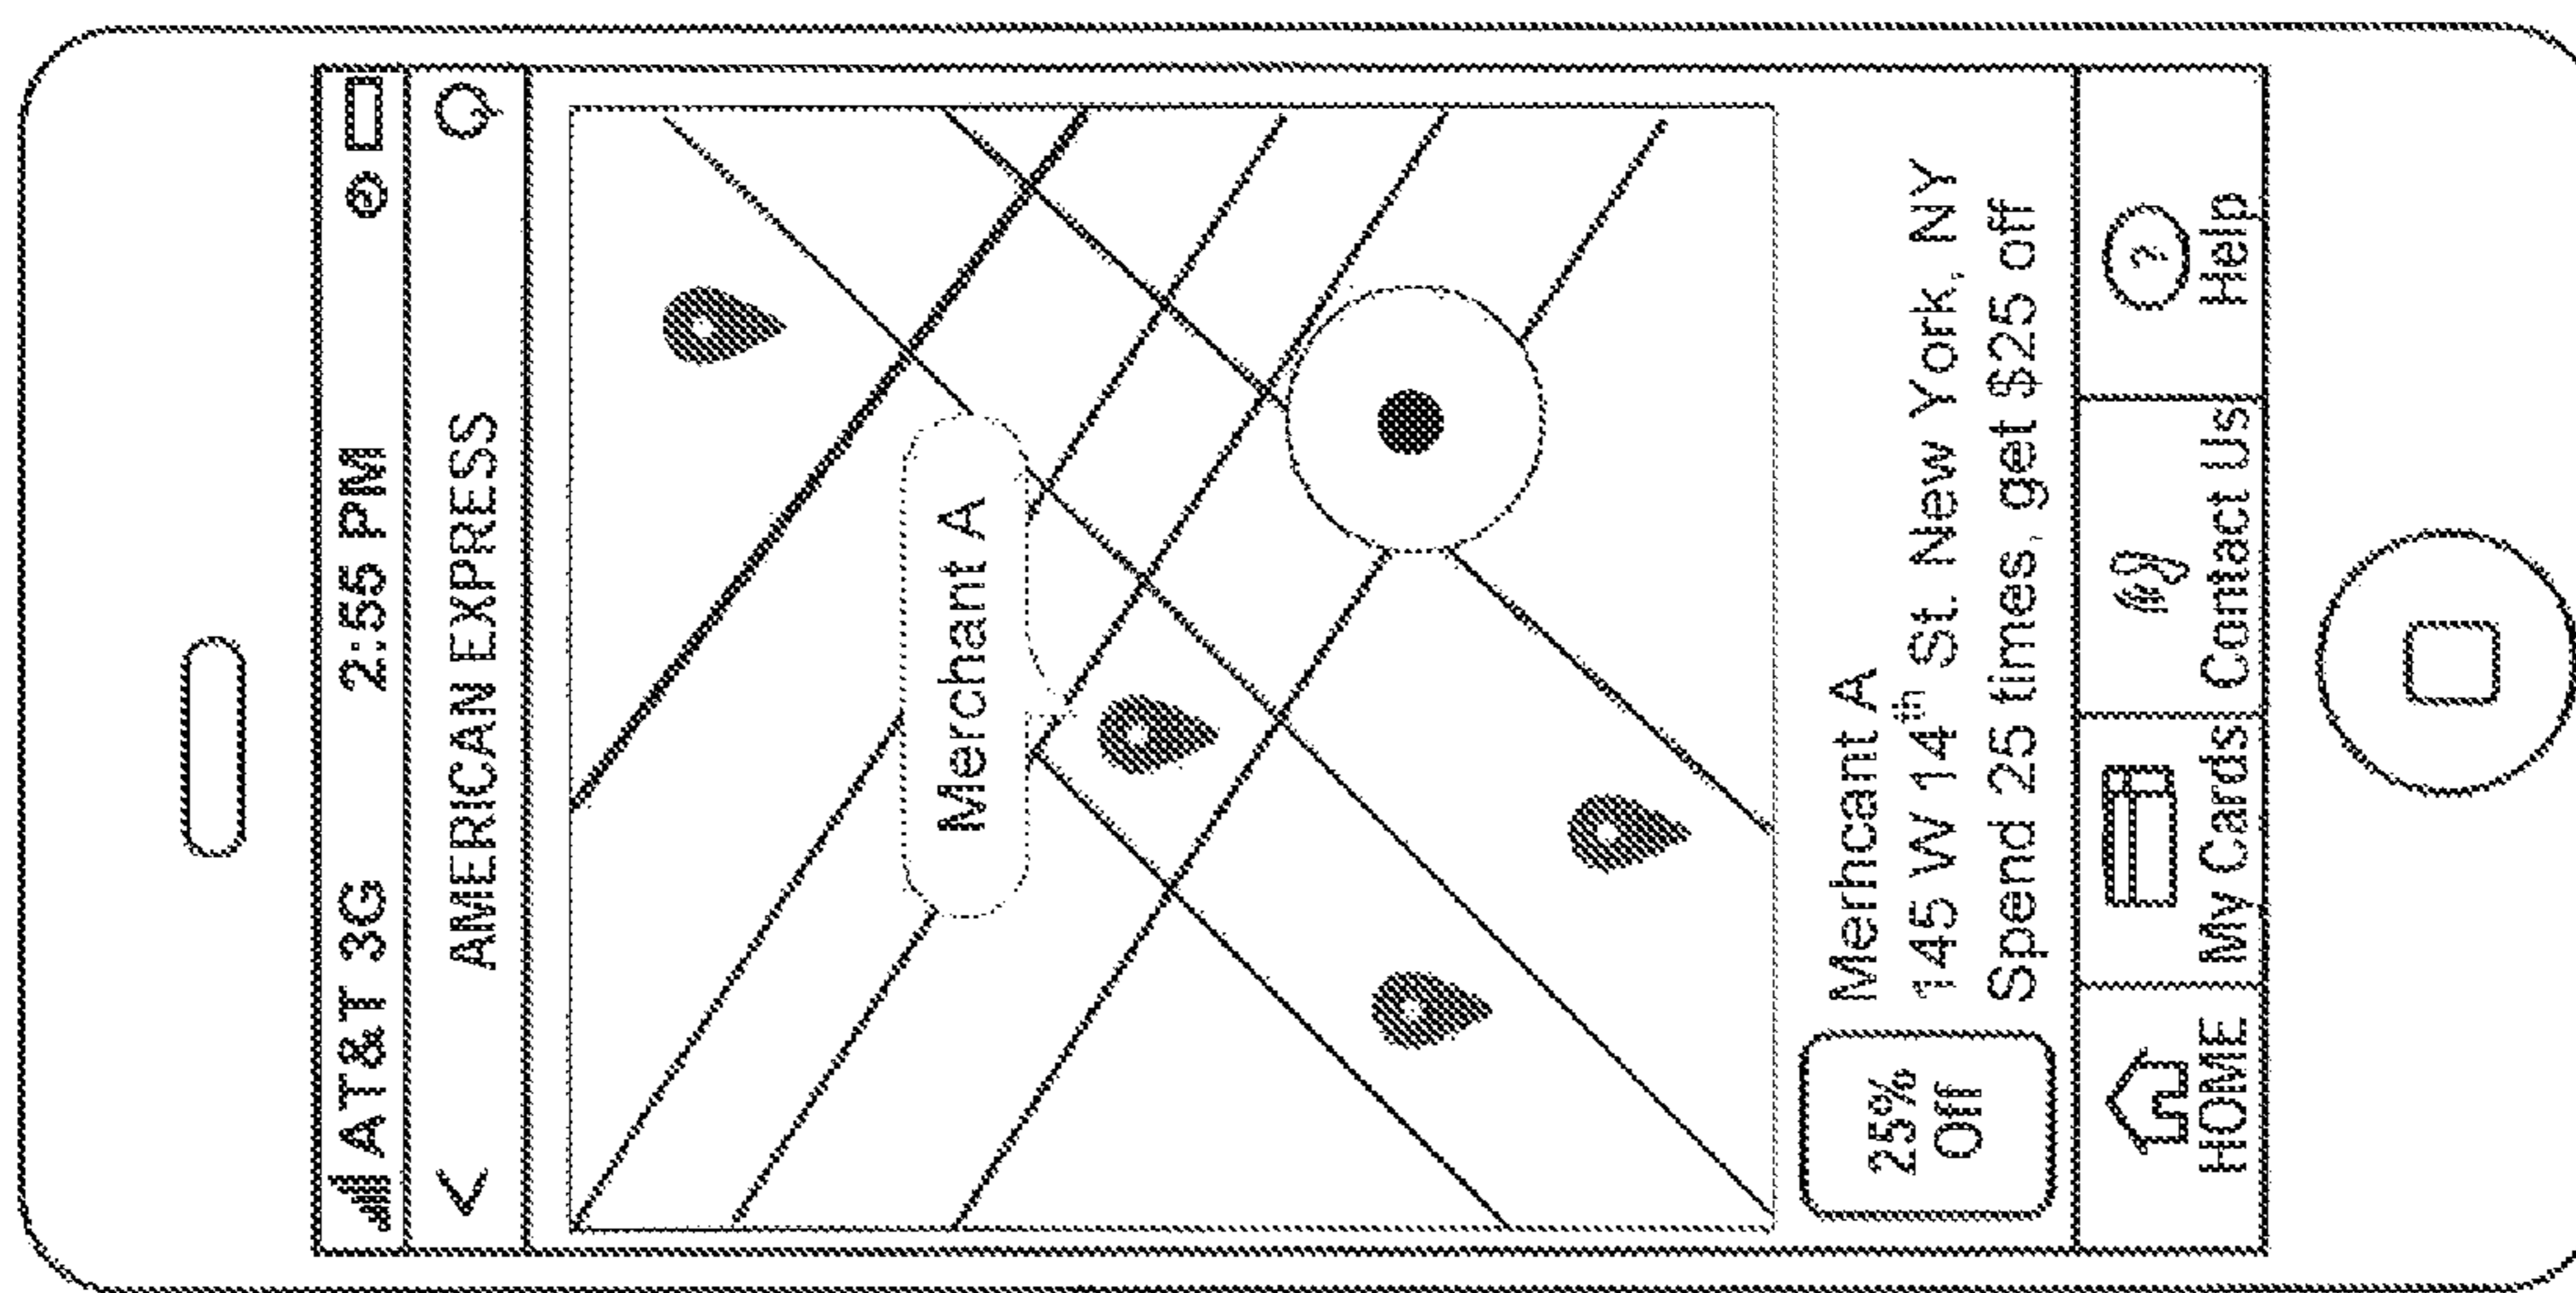 AT&T 3G 2:55 PM
AMERICAN EXPRESS
Merchant A
25%
Off
Merhcant A
145 W 14th St. New York, NY
Spend 25 times, get $25 off
HOME My Cards Contact Us Help
?